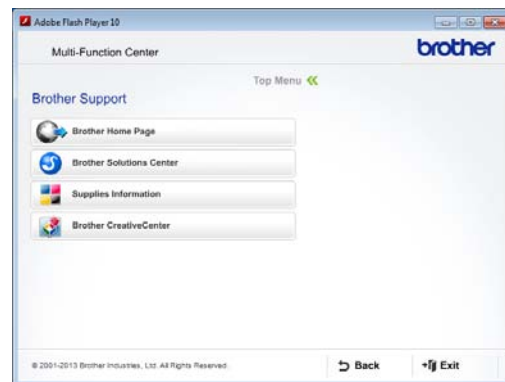 Adobe Flash Player 10
Multi-Function Center
brother
Top Menu
Brother Support
Brother Home Page
Brother Solutions Center
Supplies Information
Brother CreativeCenter
© 2001-2013 Brother Industries, Ltd. All Rights Reserved.
Back
Exit